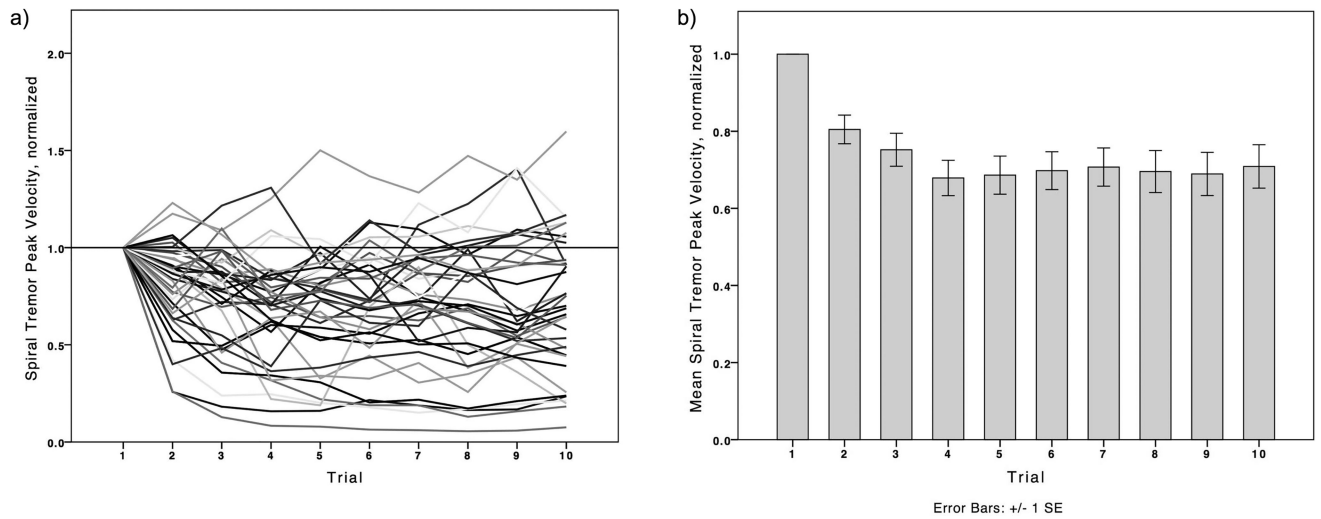 a)
Spiral Tremor Peak Velocity, normalized
2.0
1.5
1.0
0.5
0.0
1 2 3 4 5 6 7 8 9 10
Trial
b)
Mean Spiral Tremor Peak Velocity, normalized
1.0
0.8
0.6
0.4
0.2
0.0
1 2 3 4 5 6 7 8 9 10
Trial
Error Bars: +/- 1 SE